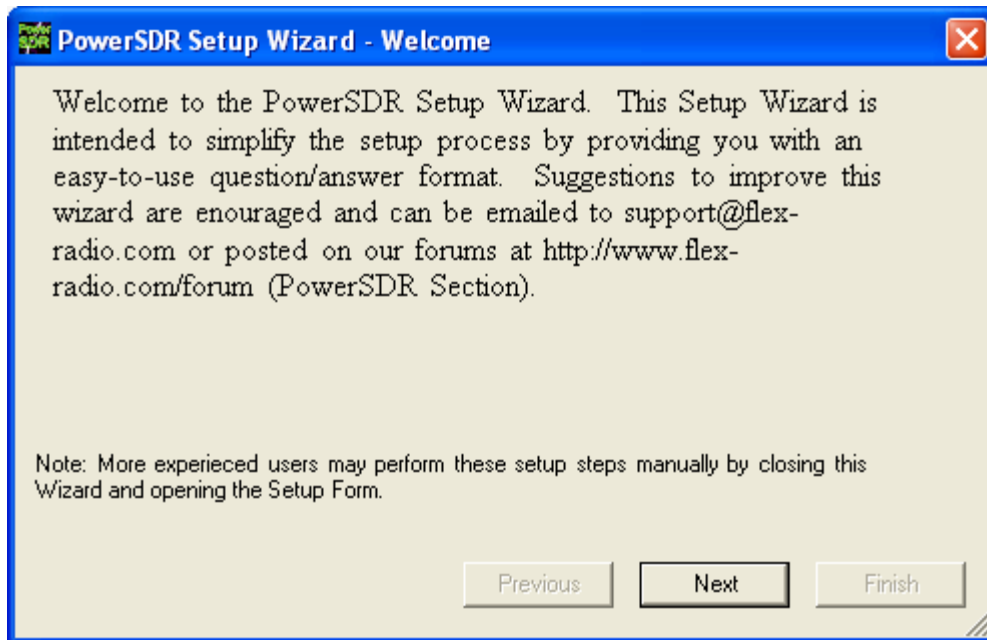 Power SDR
PowerSDR Setup Wizard - Welcome
Welcome to the PowerSDR Setup Wizard. This Setup Wizard is
intended to simplify the setup process by providing you with an
easy-to-use question/answer format. Suggestions to improve this
wizard are enouraged and can be emailed to support@flex-
radio.com or posted on our forums at http://www.flex-
radio.com/forum (PowerSDR Section).
Note: More experieced users may perform these setup steps manually by closing this
Wizard and opening the Setup Form.
Previous Next Finish